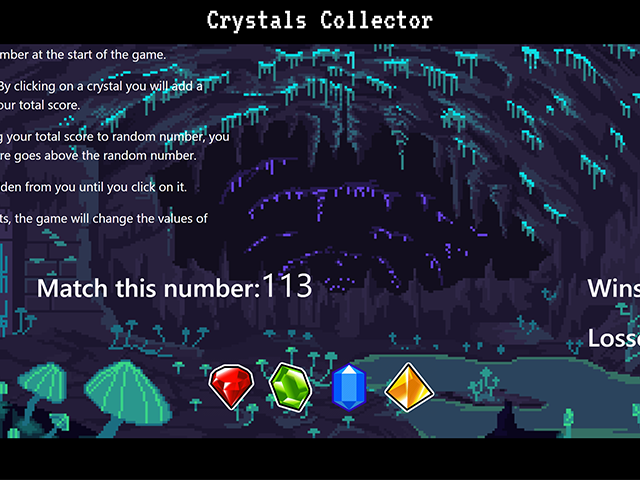 Crystals Collector
mber at the start of the game.
By clicking on a crystal you will add a
our total score.
g your total score to random number, you
re goes above the random number.
den from you until you click on it.
ts, the game will change the values of
Match this number:113
Wins
Losse